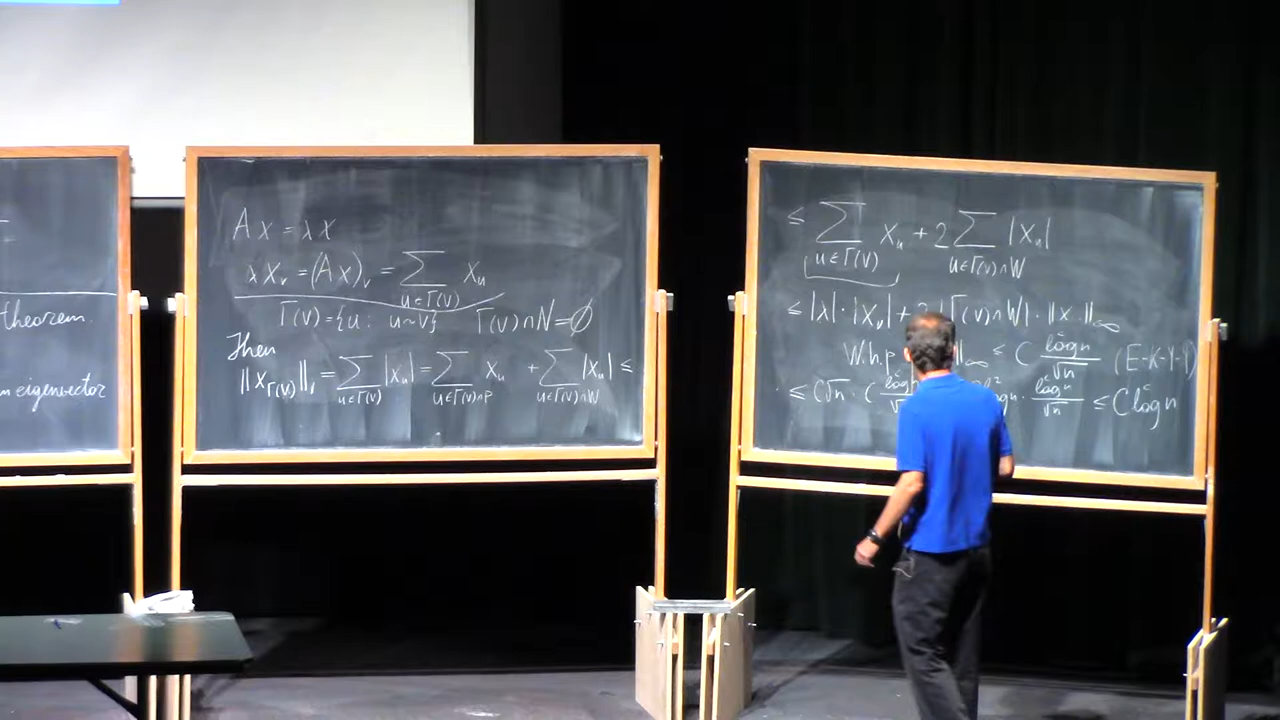 theorem.
n eigenvector
Ax = λx
λx_v = (Ax)_v = ∑_{u∈Γ(v)} x_u
Γ(v) = {u : u~v} Γ(v)∩N = ∅
Then
‖x_{Γ(v)}‖₁ = ∑_{u∈Γ(v)} |x_u| = ∑_{u∈Γ(v)∩P} x_u + ∑_{u∈Γ(v)∩W} |x_u| ≤
≤ ∑_{u∈Γ(v)} x_u + 2∑_{u∈Γ(v)∩W} |x_u|
≤ |λ|·|x_v| + 2|Γ(v)∩W|·‖x‖_∞
W.h.p. ‖_∞ ≤ C log^c n / √n (E-K-Y-Y)
≤ C√n · C · log^c n / √n ≤ C log^c n